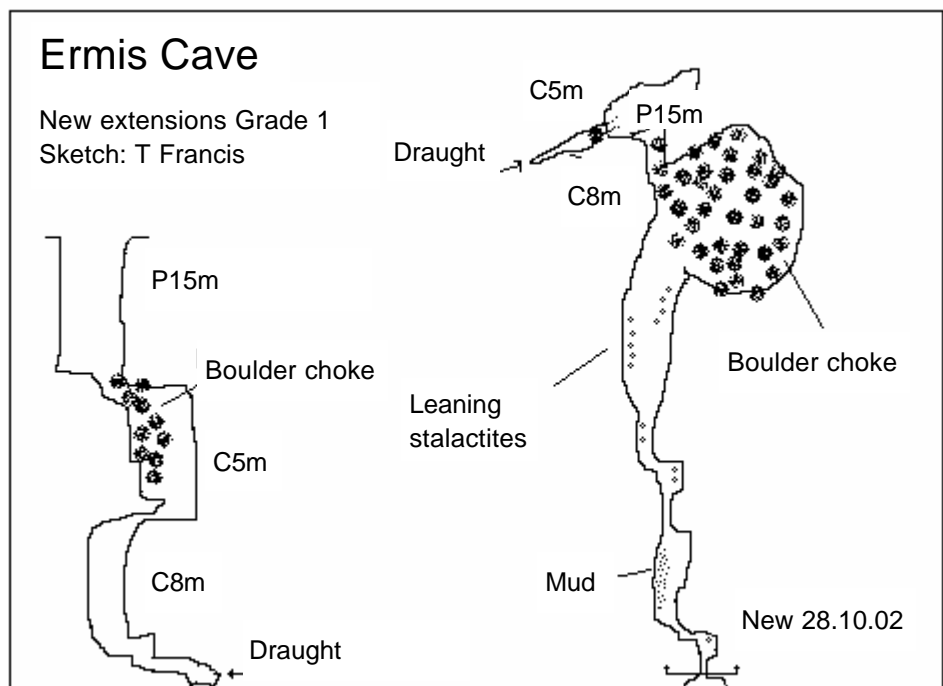 Ermis Cave
New extensions Grade 1
Sketch: T Francis
P15m
Boulder choke
C5m
C8m
Draught
C5m
P15m
Draught
C8m
Boulder choke
Leaning
stalactites
Mud
New 28.10.02